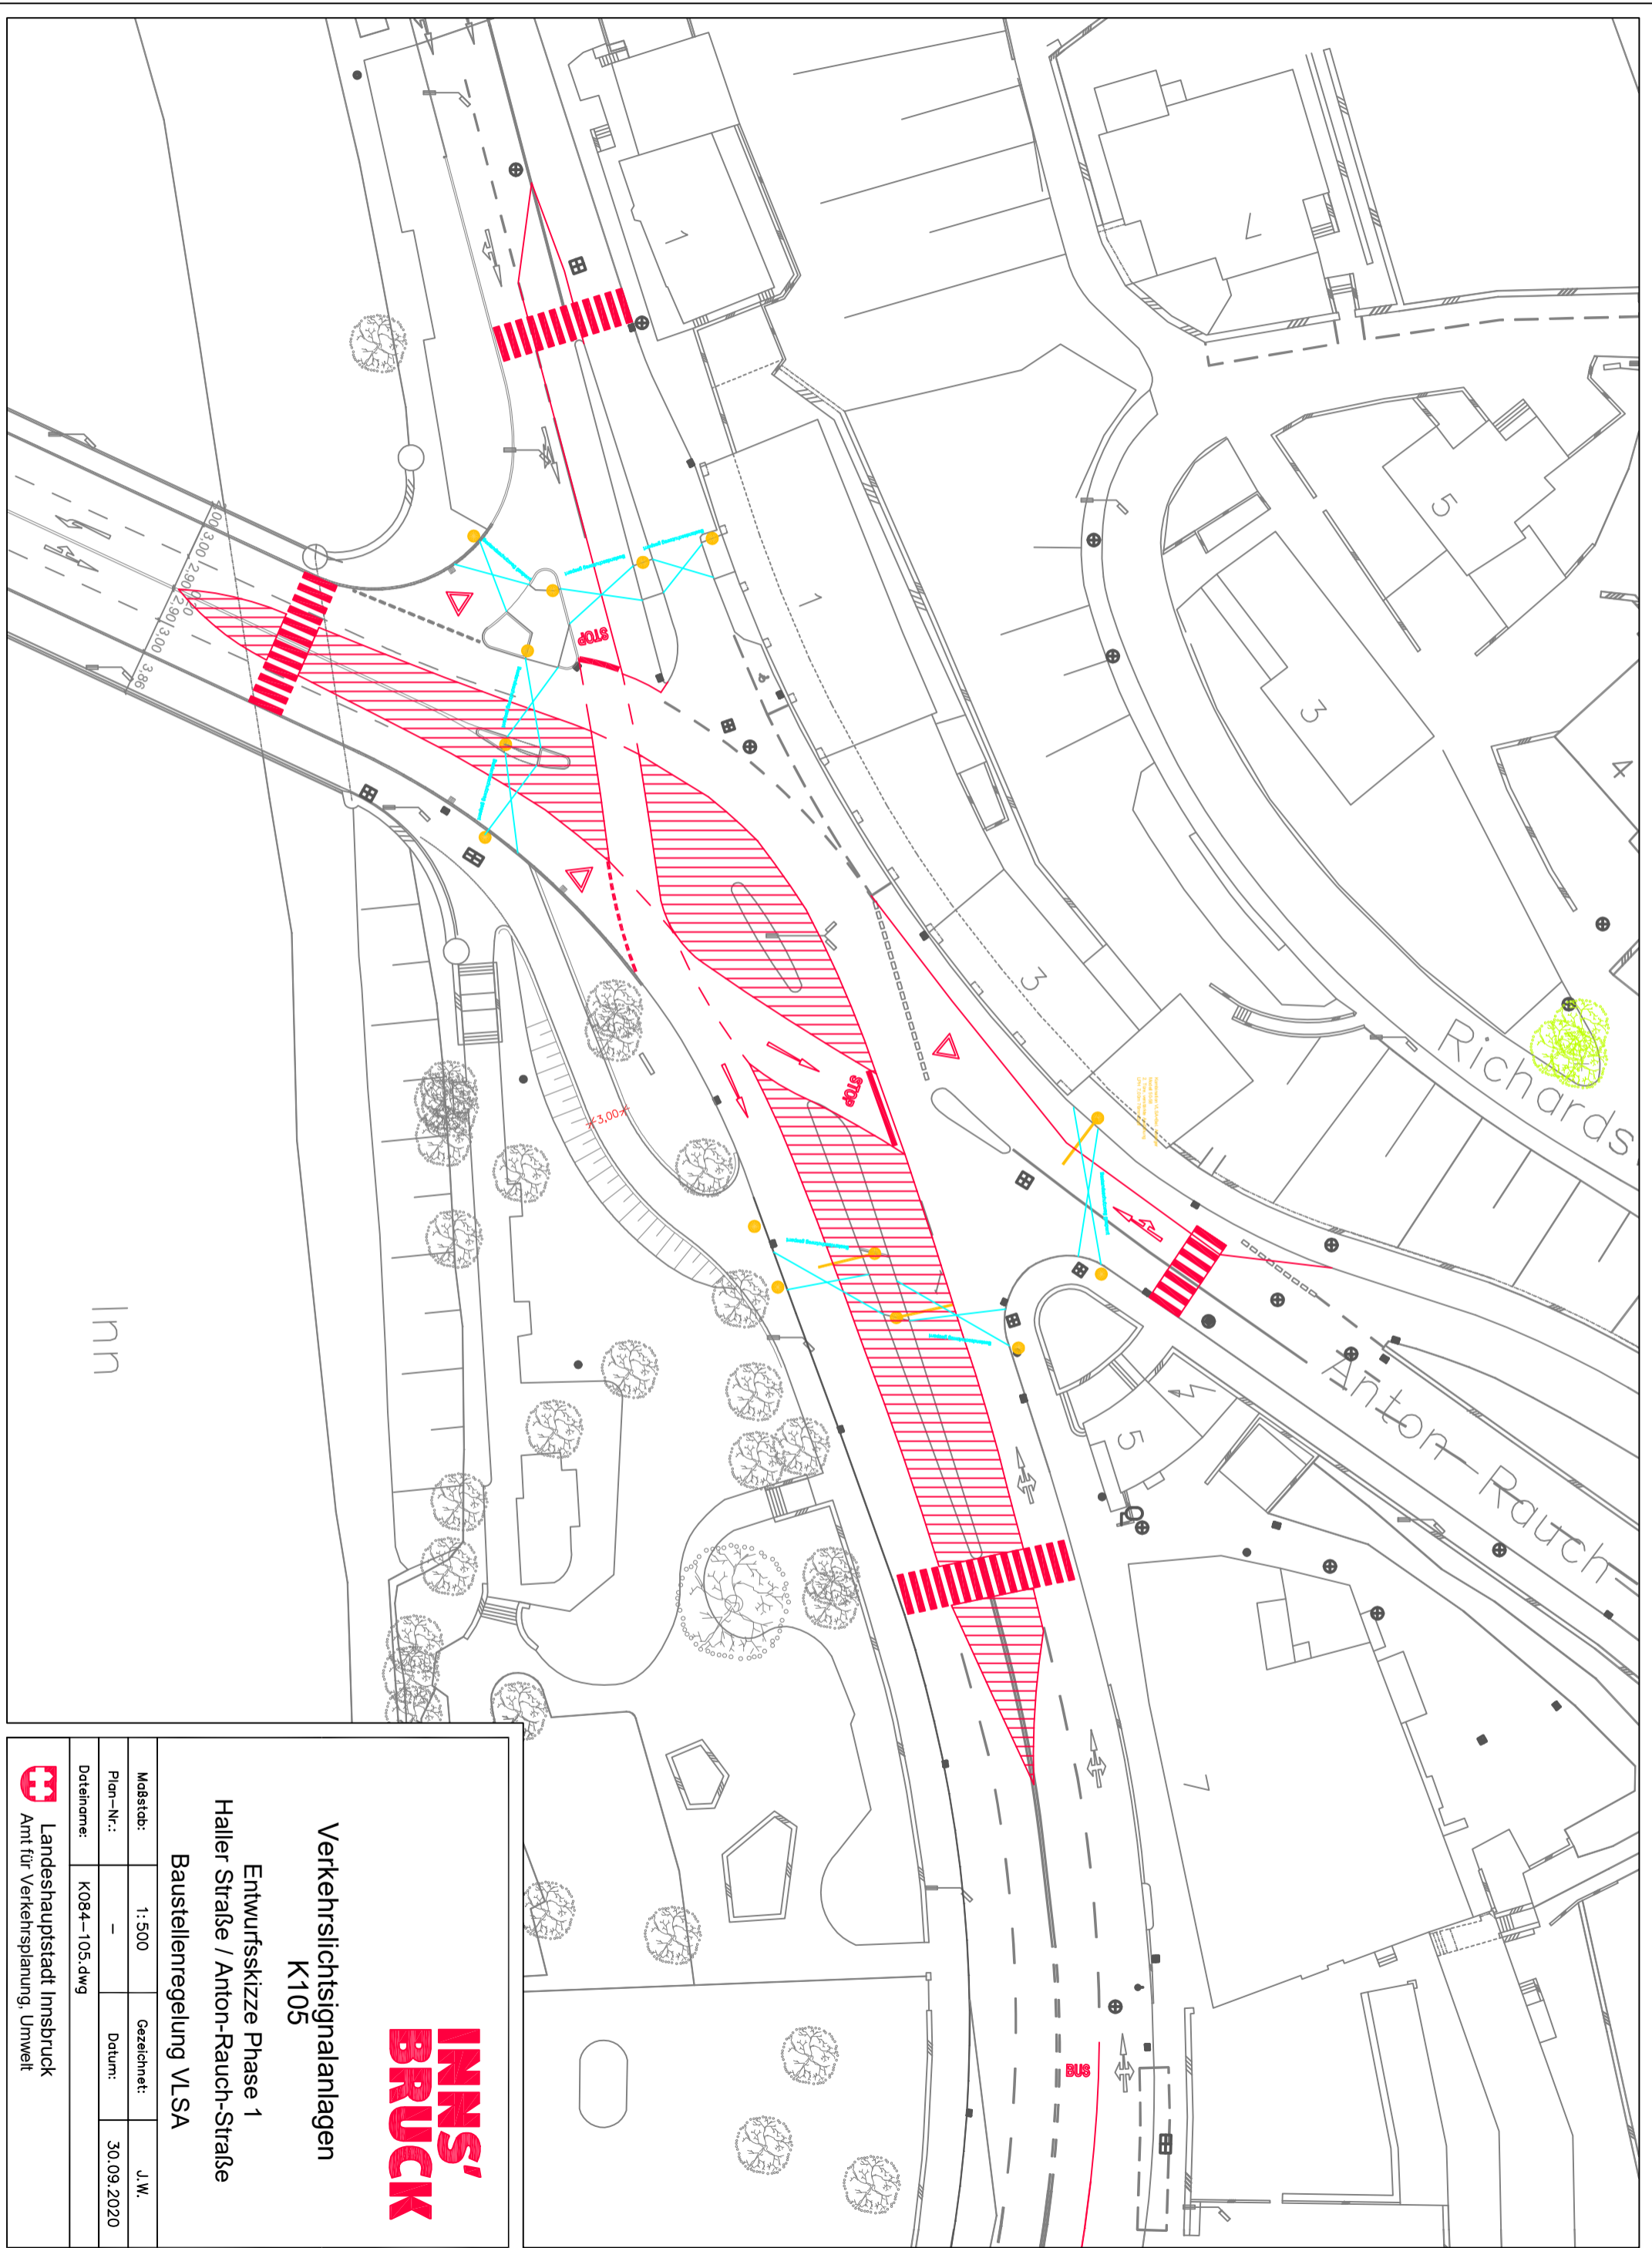 INNS'
BRUCK
Verkehrslichtsignalanlagen
K105
Entwurfsskizze Phase 1
Haller Straße / Anton-Rauch-Straße
Baustellenregelung VLSA
Maßstab: 1:500 Gezeichnet: J.W.
Plan-Nr.: - Datum: 30.09.2020
Dateiname: K084-105.dwg
Landeshauptstadt Innsbruck
Amt für Verkehrsplanung, Umwelt
Richards
Anton-Rauch-
Inn
STOP
STOP
BUS
3,00
3,00 2,90
2,90 3,00 3,86
1
1
3
3
4
5
5
7
7